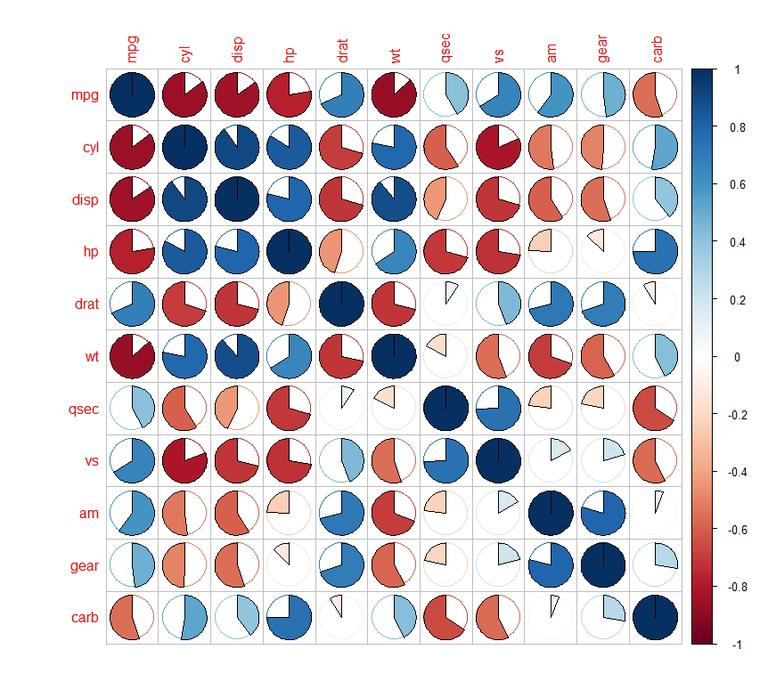 mpg cyl disp hp drat wt qsec vs am gear carb
mpg
cyl
disp
hp
drat
wt
qsec
vs
am
gear
carb
1
0.8
0.6
0.4
0.2
0
-0.2
-0.4
-0.6
-0.8
-1